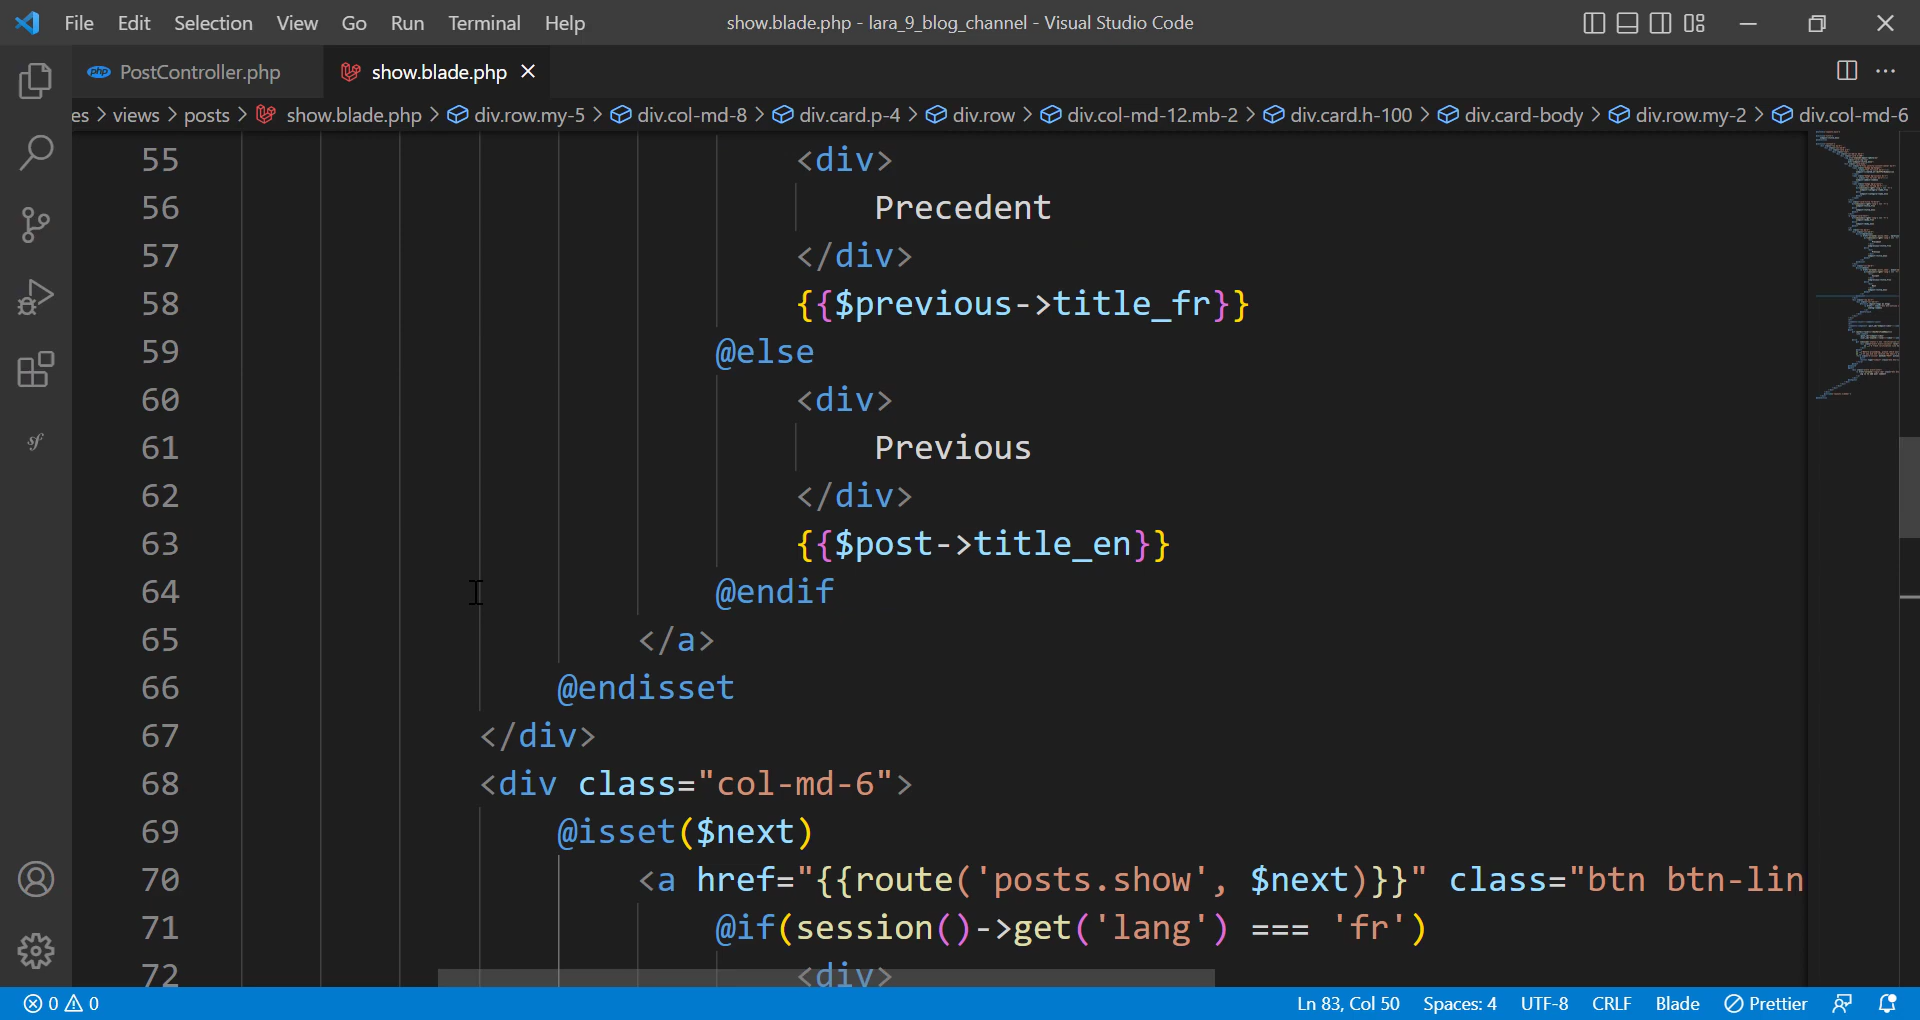 File Edit Selection View Go Run Terminal Help show.blade.php - lara_9_blog_channel - Visual Studio Code
PostController.php show.blade.php
es > views > posts > show.blade.php > div.row.my-5 > div.col-md-8 > div.card.p-4 > div.row > div.col-md-12.mb-2 > div.card.h-100 > div.card-body > div.row.my-2 > div.col-md-6
55 <div>
56 Precedent
57 </div>
58 {{$previous->title_fr}}
59 @else
60 <div>
61 Previous
62 </div>
63 {{$post->title_en}}
64 @endif
65 </a>
66 @endisset
67 </div>
68 <div class="col-md-6">
69 @isset($next)
70 <a href="{{route('posts.show', $next)}}" class="btn btn-lin
71 @if(session()->get('lang') === 'fr')
72 <div>
0 0 Ln 83, Col 50 Spaces: 4 UTF-8 CRLF Blade Prettier